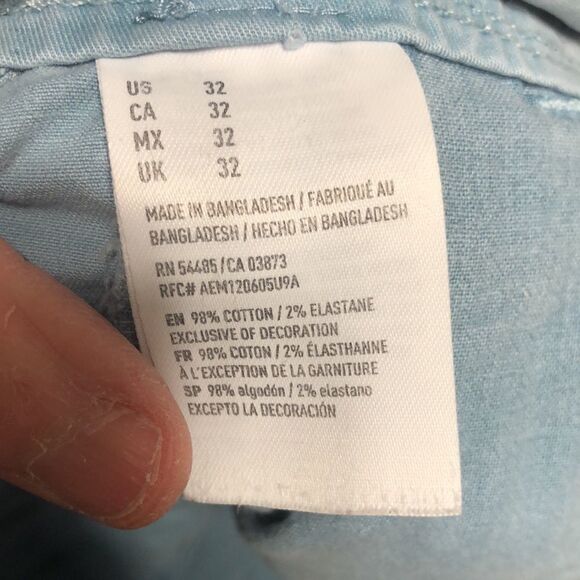 US 32
CA 32
MX 32
UK 32
MADE IN BANGLADESH / FABRIQUÉ AU
BANGLADESH / HECHO EN BANGLADESH
RN 54485 / CA 03873
RFC# AEM120605U9A
EN 98% COTTON / 2% ELASTANE
EXCLUSIVE OF DECORATION
FR 98% COTON / 2% ÉLASTHANNE
À L'EXCEPTION DE LA GARNITURE
SP 98% algodón / 2% elastano
EXCEPTO LA DECORACIÓN